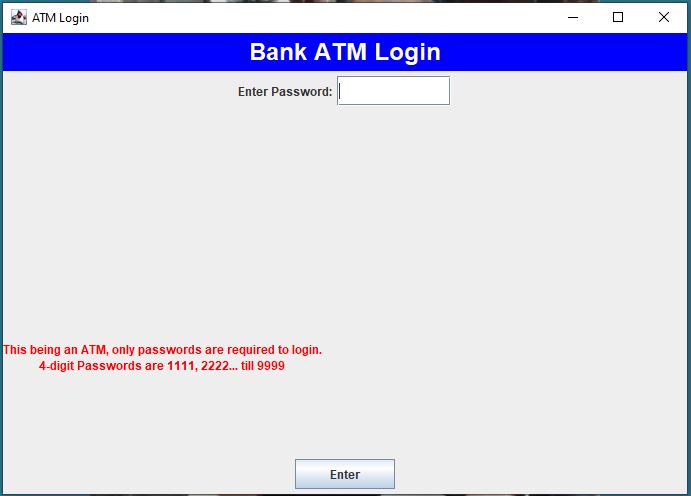 ATM Login
Bank ATM Login
Enter Password:
This being an ATM, only passwords are required to login.
4-digit Passwords are 1111, 2222... till 9999
Enter